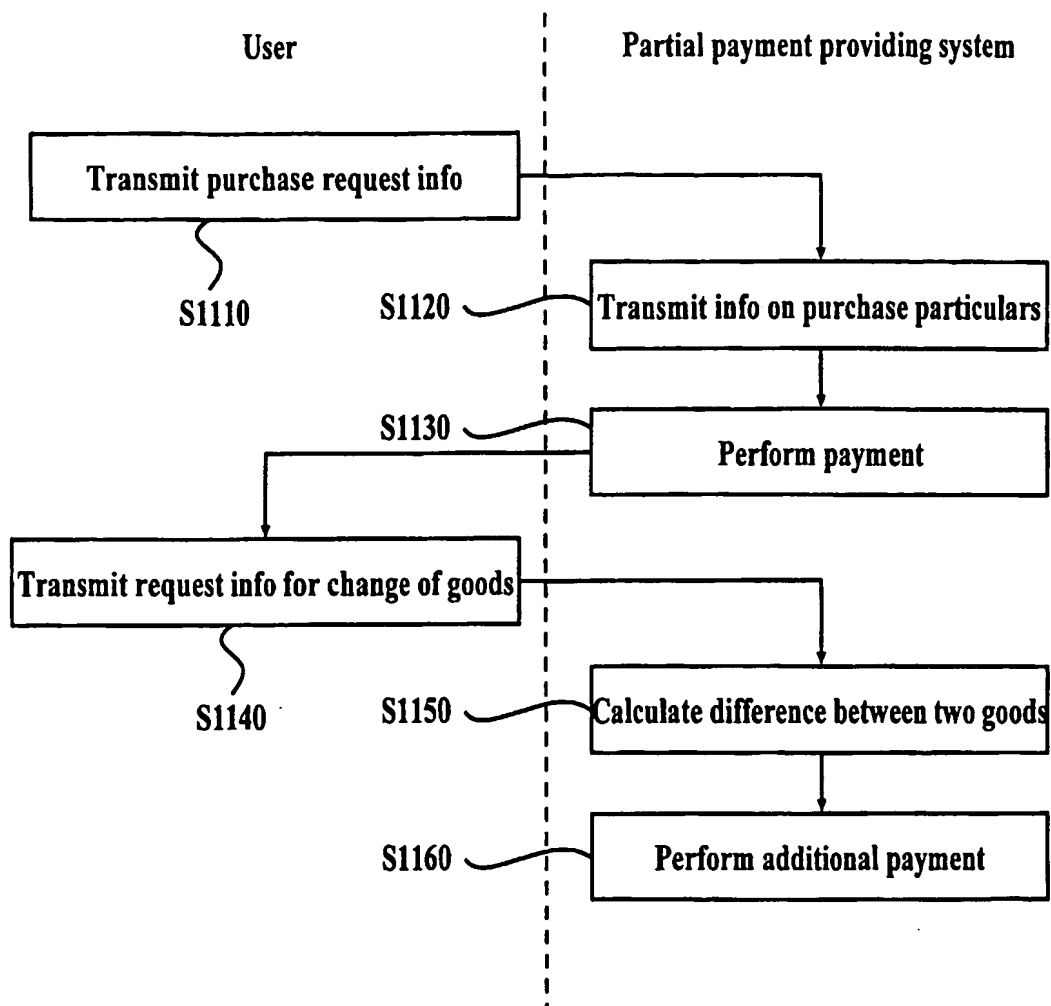 User
Partial payment providing system
Transmit purchase request info
S1110
S1120
Transmit info on purchase particulars
S1130
Perform payment
Transmit request info for change of goods
S1140
S1150
Calculate difference between two goods
S1160
Perform additional payment